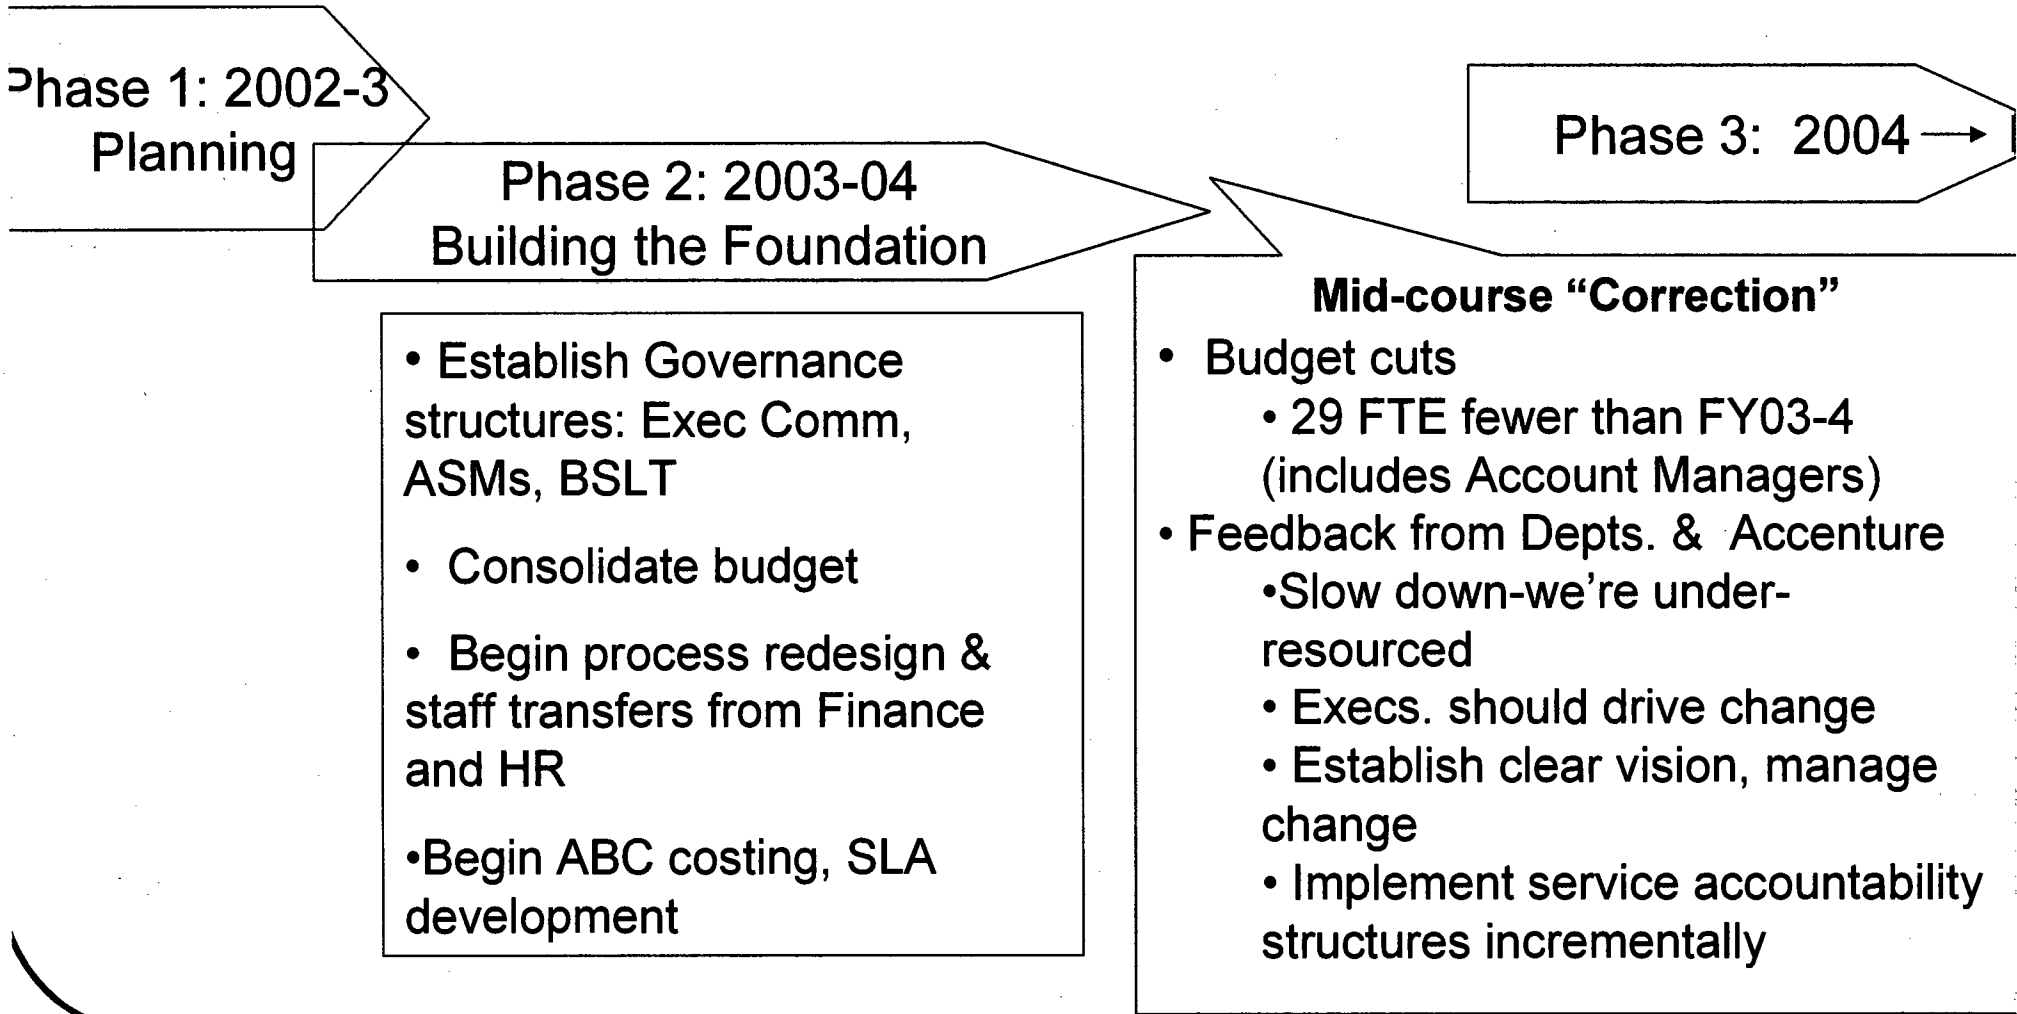 Phase 1: 2002-3
Planning
Phase 2: 2003-04
Building the Foundation
• Establish Governance
structures: Exec Comm,
ASMs, BSLT
• Consolidate budget
• Begin process redesign &
staff transfers from Finance
and HR
•Begin ABC costing, SLA
development
Phase 3: 2004 →
Mid-course “Correction”
• Budget cuts
• 29 FTE fewer than FY03-4
(includes Account Managers)
• Feedback from Depts. & Accenture
•Slow down-we’re under-
resourced
• Execs. should drive change
• Establish clear vision, manage
change
• Implement service accountability
structures incrementally